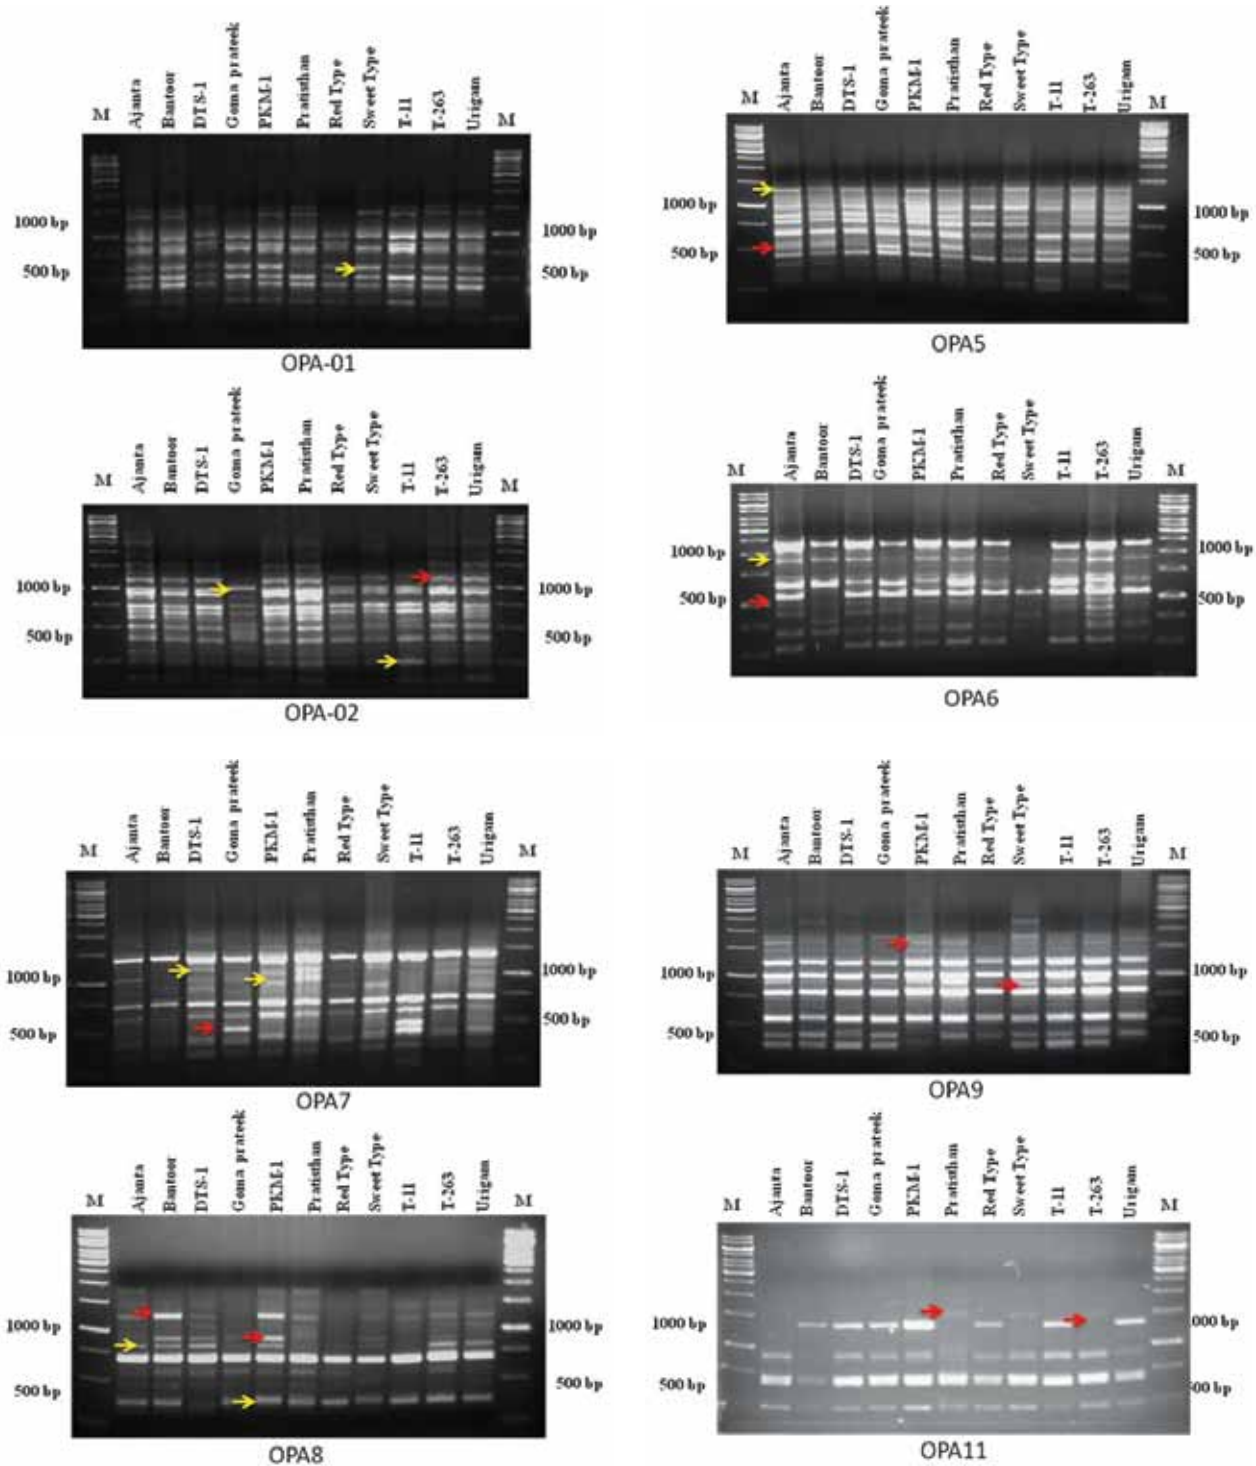 M Ajanta Bantoor DTS-1 Goma prateek PKM-1 Pratisthan Red Type Sweet Type T-11 T-263 Urigam M
1000 bp 1000 bp
500 bp 500 bp
OPA-01
M Ajanta Bantoor DTS-1 Goma prateek PKM-1 Pratisthan Red Type Sweet Type T-11 T-263 Urigam M
1000 bp 1000 bp
500 bp 500 bp
OPA5
M Ajanta Bantoor DTS-1 Goma prateek PKM-1 Pratisthan Red Type Sweet Type T-11 T-263 Urigam M
1000 bp 1000 bp
500 bp 500 bp
OPA-02
M Ajanta Bantoor DTS-1 Goma prateek PKM-1 Pratisthan Red Type Sweet Type T-11 T-263 Urigam M
1000 bp 1000 bp
500 bp 500 bp
OPA6
M Ajanta Bantoor DTS-1 Goma prateek PKM-1 Pratisthan Red Type Sweet Type T-11 T-263 Urigam M
1000 bp 1000 bp
500 bp 500 bp
OPA7
M Ajanta Bantoor DTS-1 Goma prateek PKM-1 Pratisthan Red Type Sweet Type T-11 T-263 Urigam M
1000 bp 1000 bp
500 bp 500 bp
OPA9
M Ajanta Bantoor DTS-1 Goma prateek PKM-1 Pratisthan Red Type Sweet Type T-11 T-263 Urigam M
1000 bp 1000 bp
500 bp 500 bp
OPA8
M Ajanta Bantoor DTS-1 Goma prateek PKM-1 Pratisthan Red Type Sweet Type T-11 T-263 Urigam M
1000 bp 1000 bp
500 bp 500 bp
OPA11